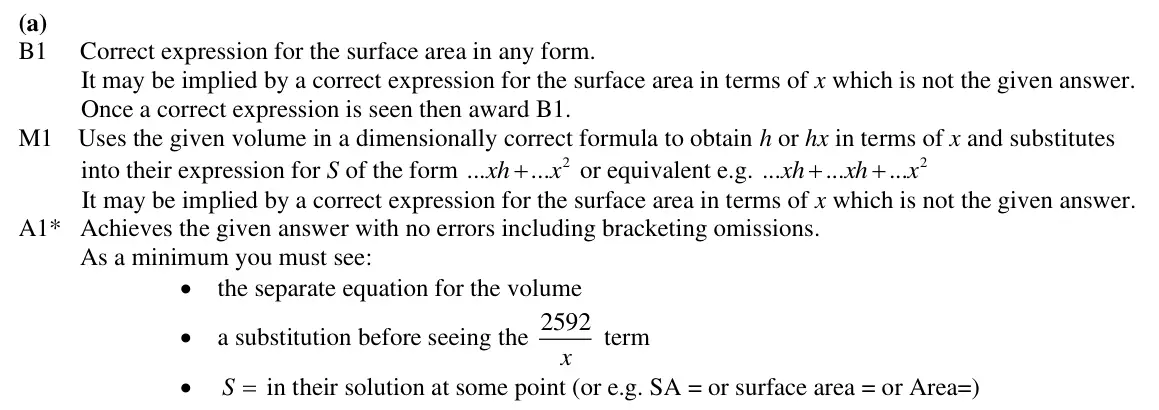 (a)
B1 Correct expression for the surface area in any form.
It may be implied by a correct expression for the surface area in terms of x which is not the given answer.
Once a correct expression is seen then award B1.
M1 Uses the given volume in a dimensionally correct formula to obtain h or hx in terms of x and substitutes
into their expression for S of the form ...xh+...x² or equivalent e.g. ...xh+...xh+...x²
It may be implied by a correct expression for the surface area in terms of x which is not the given answer.
A1* Achieves the given answer with no errors including bracketing omissions.
As a minimum you must see:
• the separate equation for the volume
• a substitution before seeing the 2592/x term
• S = in their solution at some point (or e.g. SA = or surface area = or Area=)